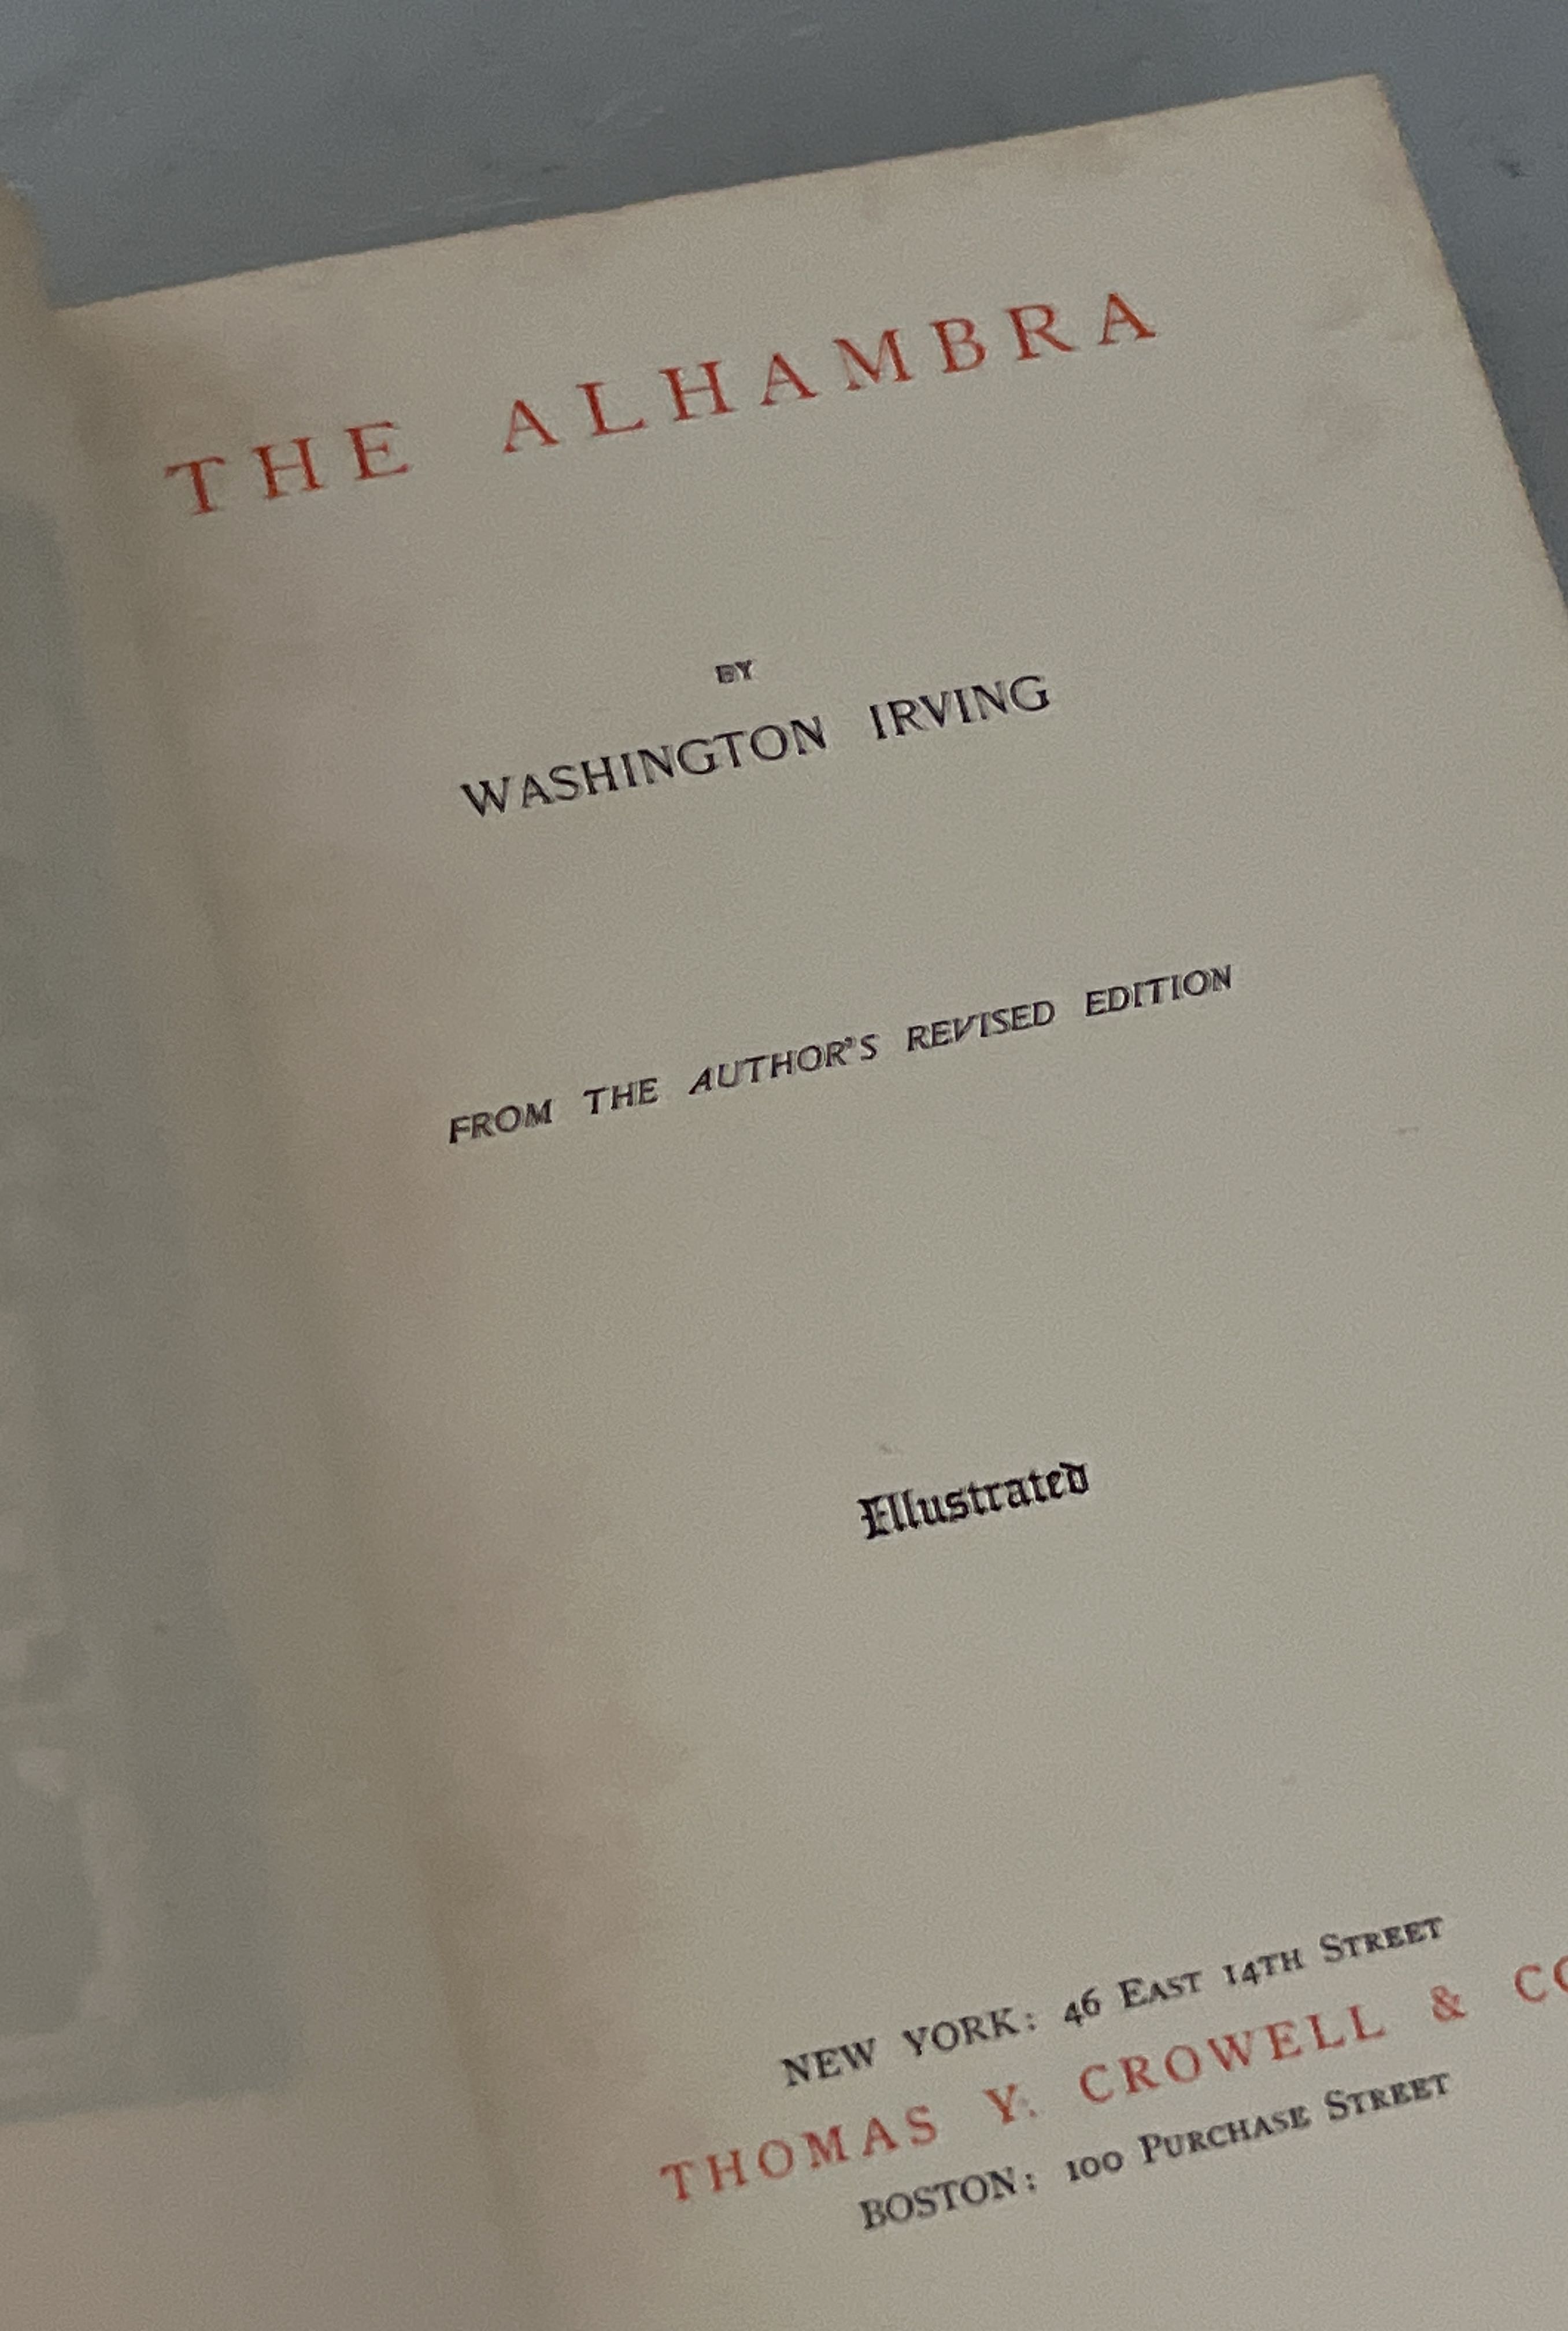 THE ALHAMBRA
BY
WASHINGTON IRVING
FROM THE AUTHOR'S REVISED EDITION
Illustrated
NEW YORK: 46 EAST 14TH STREET
THOMAS Y. CROWELL & CO
BOSTON: 100 PURCHASE STREET